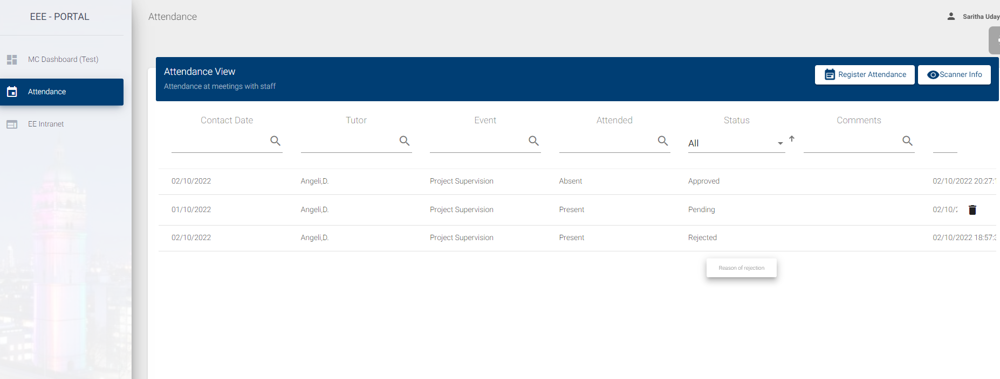 EEE - PORTAL
Attendance
Saritha Uday
MC Dashboard (Test)
Attendance
EE Intranet
Attendance View
Attendance at meetings with staff
Register Attendance
Scanner Info
Contact Date Tutor Event Attended Status Comments
All
02/10/2022 Angeli,D. Project Supervision Absent Approved 02/10/2022 20:27:
01/10/2022 Angeli,D. Project Supervision Present Pending 02/10/
02/10/2022 Angeli,D. Project Supervision Present Rejected 02/10/2022 18:57:
Reason of rejection